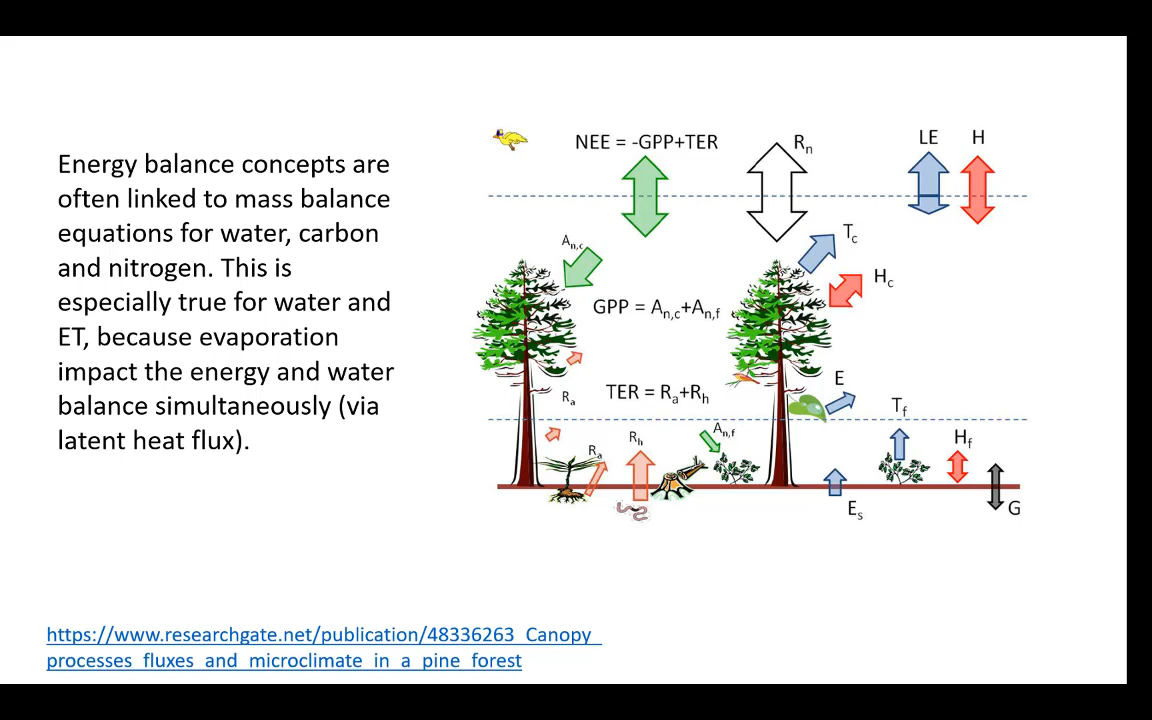 Energy balance concepts are
often linked to mass balance
equations for water, carbon
and nitrogen. This is
especially true for water and
ET, because evaporation
impact the energy and water
balance simultaneously (via
latent heat flux).
NEE = -GPP+TER
Rn
LE
H
An,c
Tc
Hc
GPP = An,c+An,f
E
TER = Ra+Rh
Ra
Tf
An,f
Rh
Hf
Ra
Es
G
https://www.researchgate.net/publication/48336263_Canopy_
processes_fluxes_and_microclimate_in_a_pine_forest